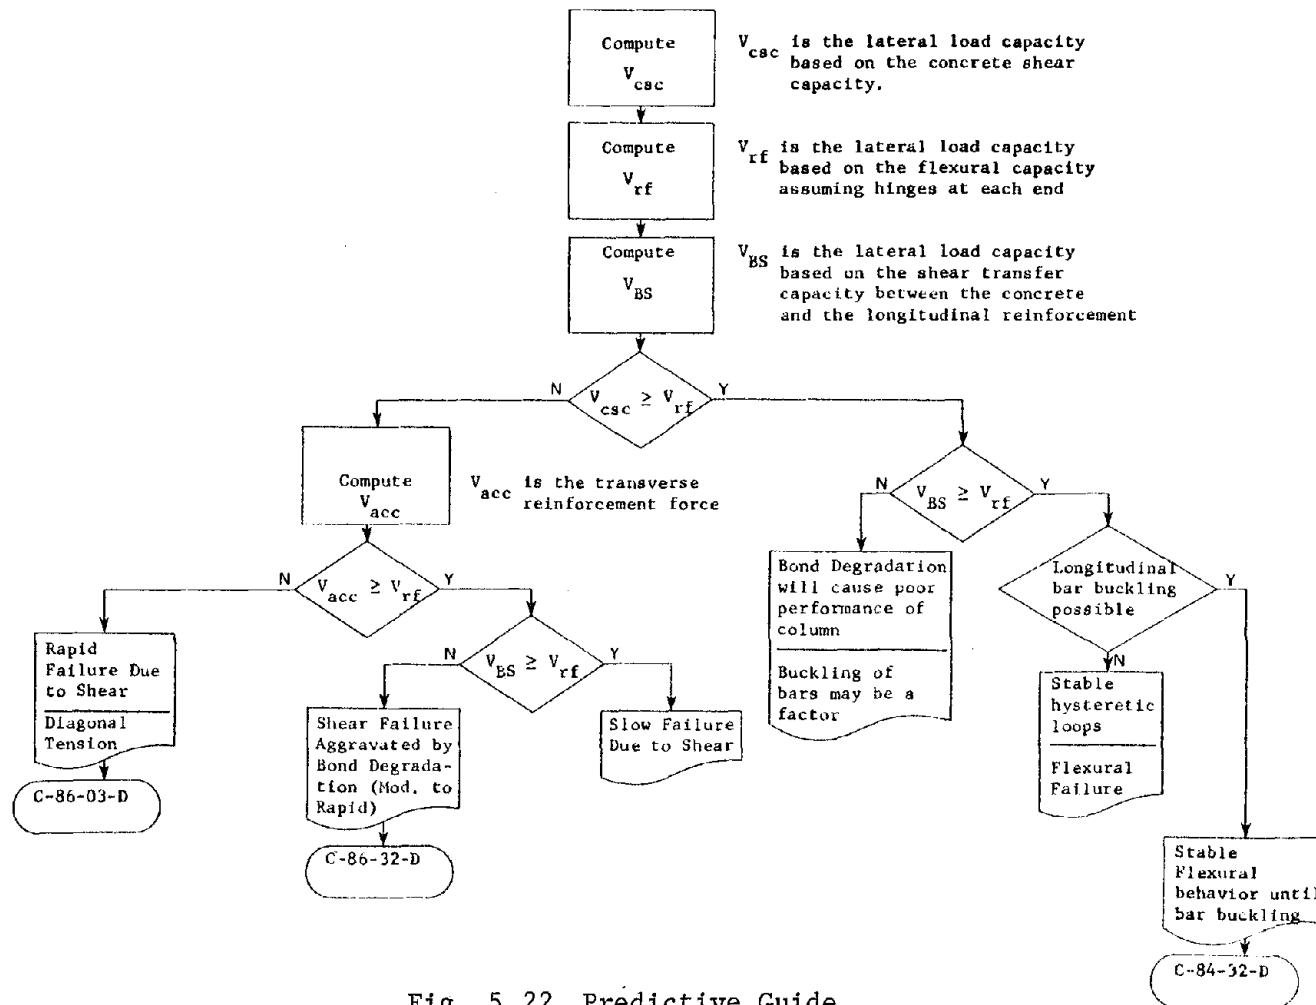 Compute
V_csc
V_csc is the lateral load capacity
based on the concrete shear
capacity.
Compute
V_rf
V_rf is the lateral load capacity
based on the flexural capacity
assuming hinges at each end
Compute
V_BS
V_BS is the lateral load capacity
based on the shear transfer
capacity between the concrete
and the longitudinal reinforcement
N
V_csc ≥ V_rf
Y
Compute
V_acc
V_acc is the transverse
reinforcement force
N
V_BS ≥ V_rf
Y
N
V_acc ≥ V_rf
Y
Bond Degradation
will cause poor
performance of
column
Buckling of
bars may be a
factor
Longitudinal
bar buckling
possible
Y
N
Rapid
Failure Due
to Shear
Diagonal
Tension
C-86-03-D
N
V_BS ≥ V_rf
Y
Shear Failure
Aggravated by
Bond Degrada-
tion (Mod. to
Rapid)
C-86-32-D
Slow Failure
Due to Shear
Stable
hysteretic
loops
Flexural
Failure
Stable
Flexural
behavior until
bar buckling
C-84-32-D
Fig. 5.22 Predictive Guide